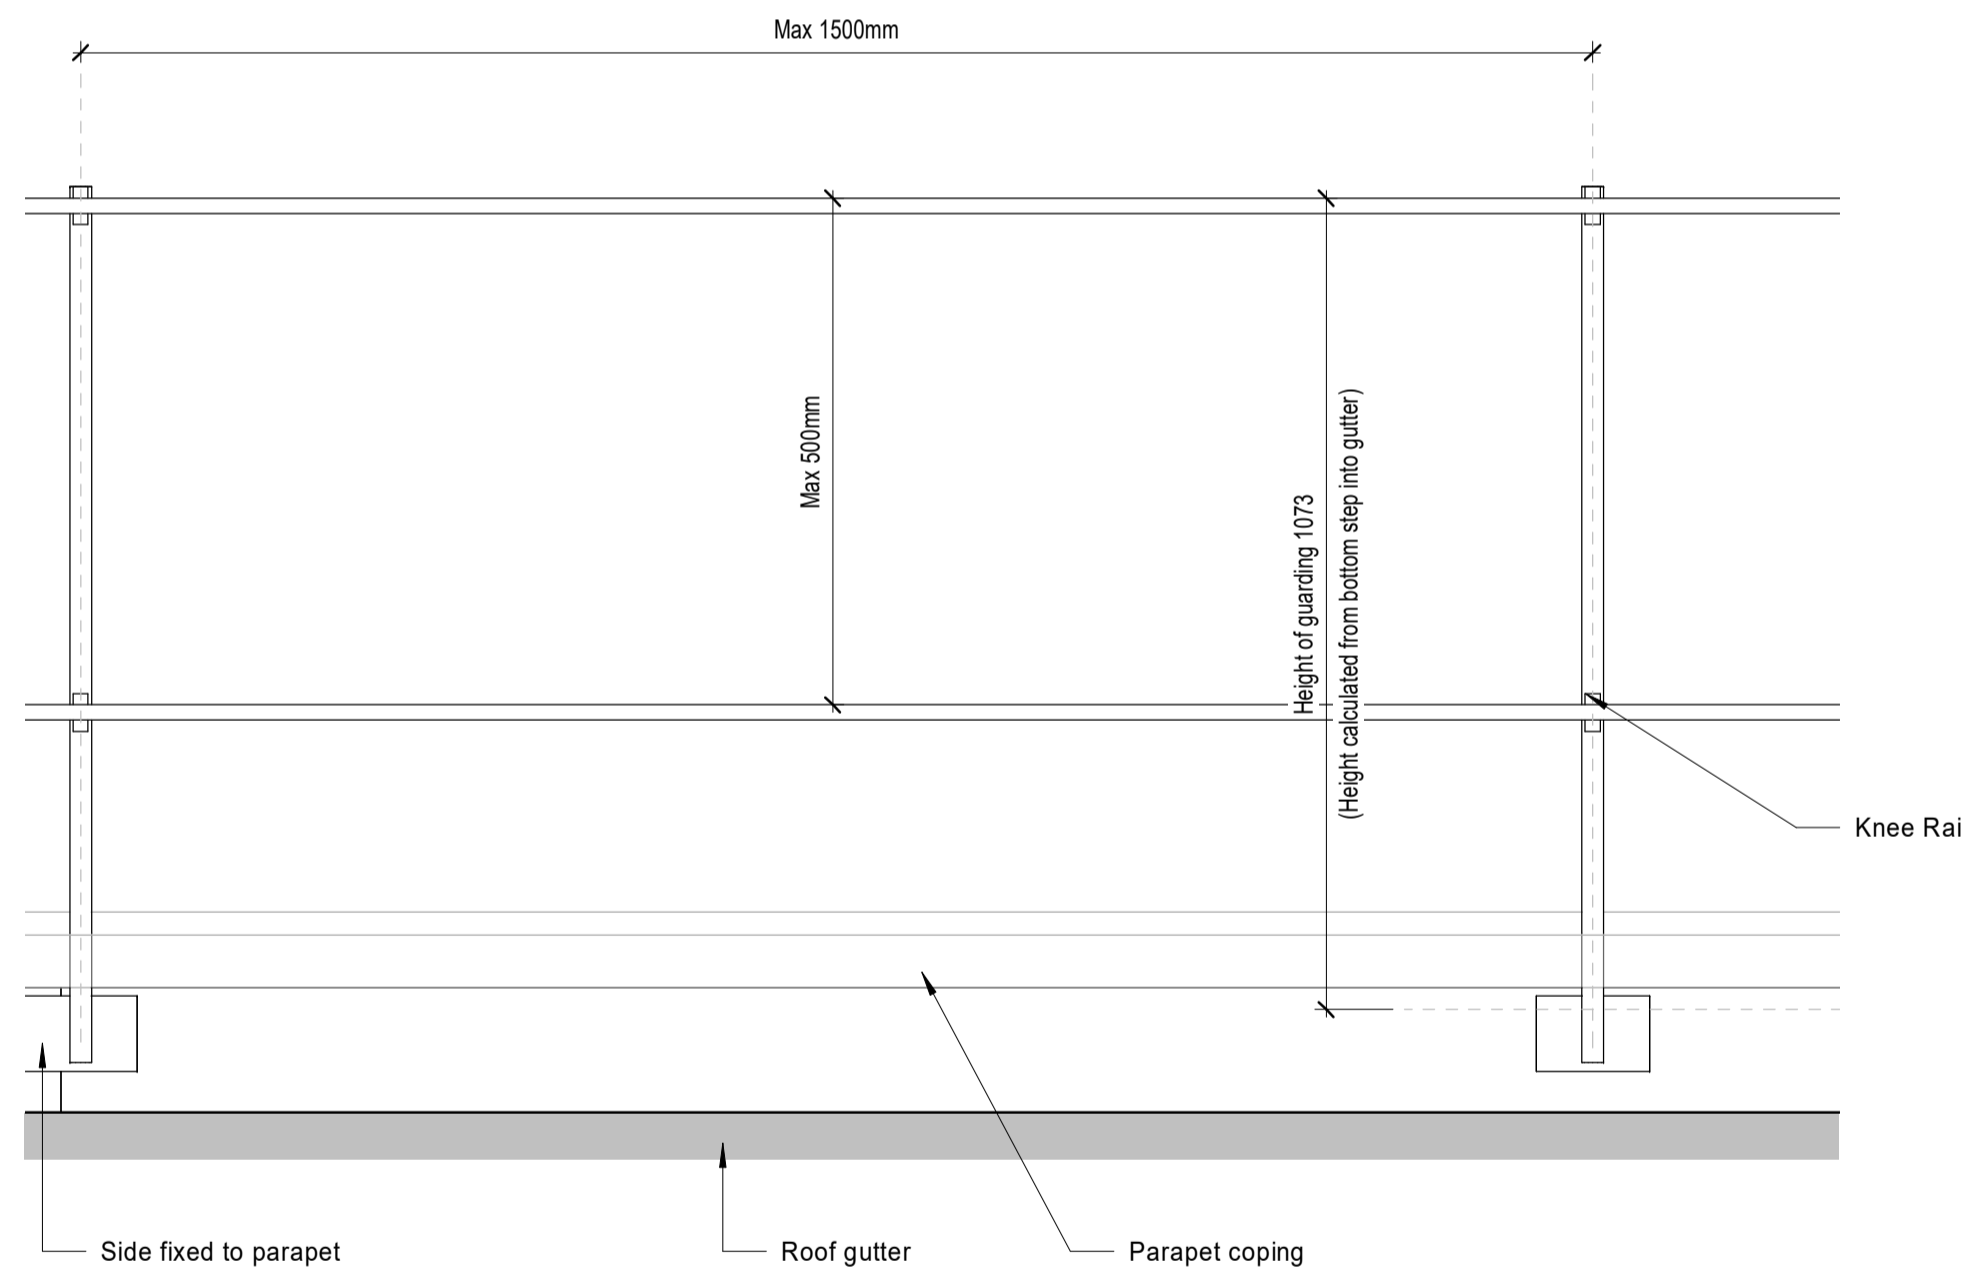 Max 1500mm
Max 500mm
Height of guarding 1073
(Height calculated from bottom step into gutter)
Knee Rai
Side fixed to parapet
Roof gutter
Parapet coping